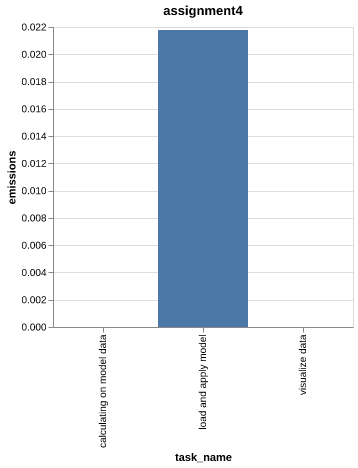 assignment4
0.022
0.020
0.018
0.016
0.014
0.012
0.010
0.008
0.006
0.004
0.002
0.000
emissions
calculating on model data
load and apply model
visualize data
task_name